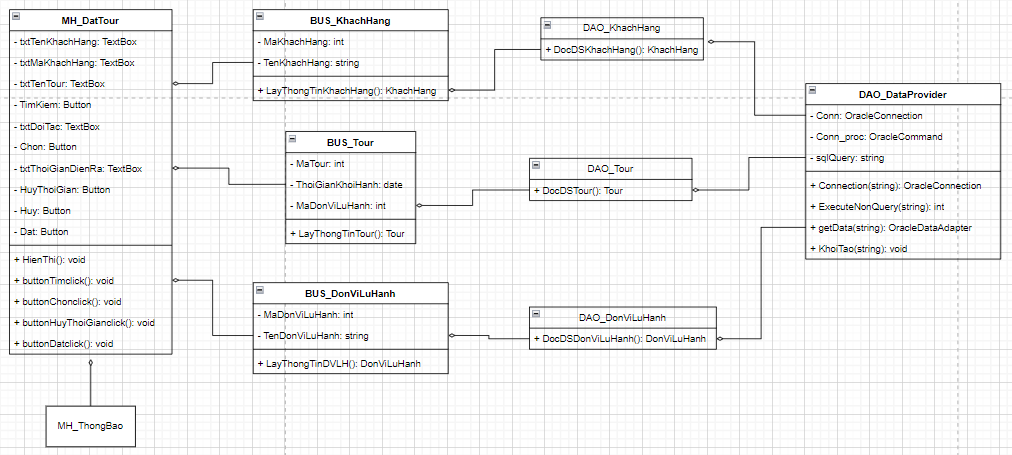 MH_DatTour
- txtTenKhachHang: TextBox
- txtMaKhachHang: TextBox
- txtTenTour: TextBox
- TimKiem: Button
- txtDoiTac: TextBox
- Chon: Button
- txtThoiGianDienRa: TextBox
- HuyThoiGian: Button
- Huy: Button
- Dat: Button
+ HienThi(): void
+ buttonTimclick(): void
+ buttonChonclick(): void
+ buttonHuyThoiGianclick(): void
+ buttonDatclick(): void
MH_ThongBao
BUS_KhachHang
- MaKhachHang: int
- TenKhachHang: string
+ LayThongTinKhachHang(): KhachHang
BUS_Tour
- MaTour: int
- ThoiGianKhoiHanh: date
- MaDonViLuHanh: int
+ LayThongTinTour(): Tour
BUS_DonViLuHanh
- MaDonViLuHanh: int
- TenDonViLuHanh: string
+ LayThongTinDVLH(): DonViLuHanh
DAO_KhachHang
+ DocDSKhachHang(): KhachHang
DAO_Tour
+ DocDSTour(): Tour
DAO_DonViLuHanh
+ DocDSDonViLuHanh(): DonViLuHanh
DAO_DataProvider
- Conn: OracleConnection
- Conn_proc: OracleCommand
- sqlQuery: string
+ Connection(string): OracleConnection
+ ExecuteNonQuery(string): int
+ getData(string): OracleDataAdapter
+ KhoiTao(string): void